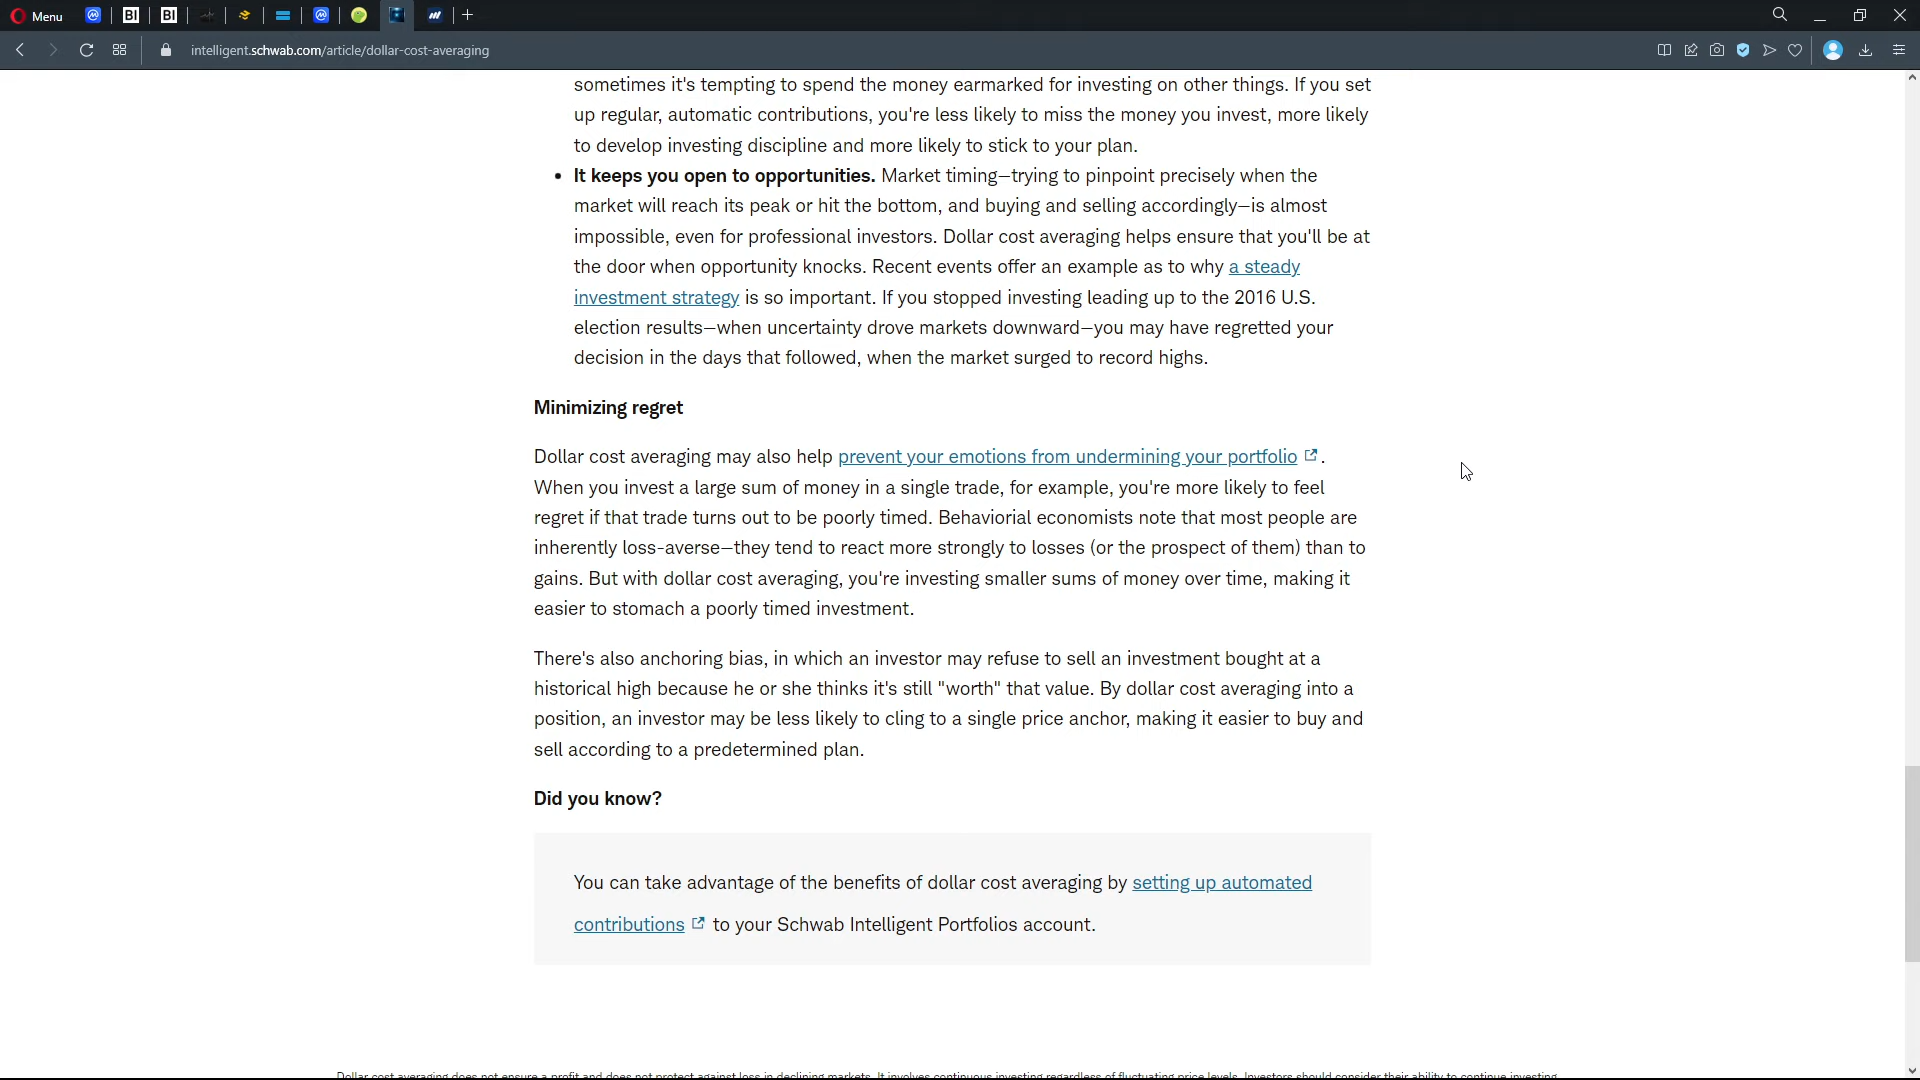 Menu
BI
BI
intelligent.schwab.com/article/dollar-cost-averaging
sometimes it's tempting to spend the money earmarked for investing on other things. If you set
up regular, automatic contributions, you're less likely to miss the money you invest, more likely
to develop investing discipline and more likely to stick to your plan.
• It keeps you open to opportunities. Market timing—trying to pinpoint precisely when the
market will reach its peak or hit the bottom, and buying and selling accordingly—is almost
impossible, even for professional investors. Dollar cost averaging helps ensure that you'll be at
the door when opportunity knocks. Recent events offer an example as to why a steady
investment strategy is so important. If you stopped investing leading up to the 2016 U.S.
election results—when uncertainty drove markets downward—you may have regretted your
decision in the days that followed, when the market surged to record highs.
Minimizing regret
Dollar cost averaging may also help prevent your emotions from undermining your portfolio .
When you invest a large sum of money in a single trade, for example, you're more likely to feel
regret if that trade turns out to be poorly timed. Behaviorial economists note that most people are
inherently loss-averse—they tend to react more strongly to losses (or the prospect of them) than to
gains. But with dollar cost averaging, you're investing smaller sums of money over time, making it
easier to stomach a poorly timed investment.
There's also anchoring bias, in which an investor may refuse to sell an investment bought at a
historical high because he or she thinks it's still "worth" that value. By dollar cost averaging into a
position, an investor may be less likely to cling to a single price anchor, making it easier to buy and
sell according to a predetermined plan.
Did you know?
You can take advantage of the benefits of dollar cost averaging by setting up automated
contributions to your Schwab Intelligent Portfolios account.
Dollar cost averaging does not ensure a profit and does not protect against loss in declining markets. It involves continuous investing regardless of fluctuating price levels. Investors should consider their ability to continue investing